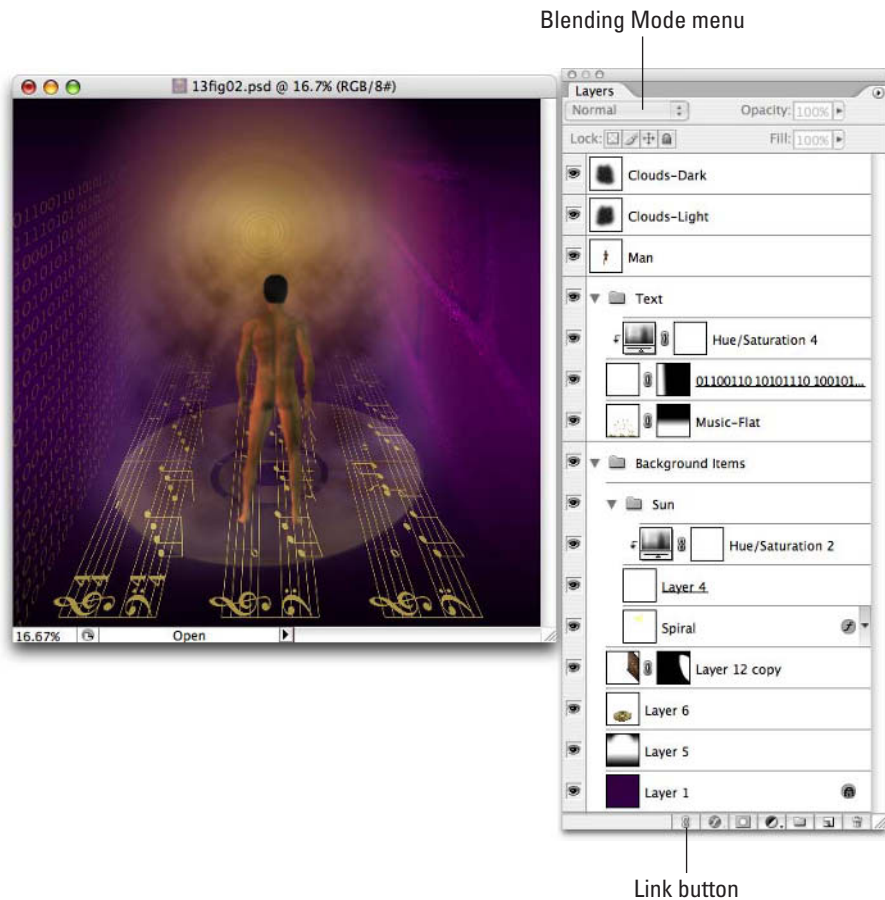 Blending Mode menu
13fig02.psd @ 16.7% (RGB/8#)
Layers
Normal
Opacity: 100%
Lock:
Fill: 100%
Clouds-Dark
Clouds-Light
Man
Text
Hue/Saturation 4
01100110 10101110 100101...
Music-Flat
Background Items
Sun
Hue/Saturation 2
Layer 4
Spiral
Layer 12 copy
Layer 6
Layer 5
Layer 1
16.67%
Open
Link button